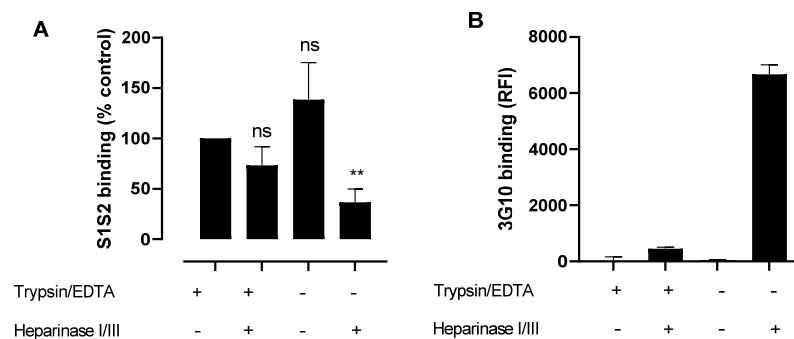 A
S1S2 binding (% control)
200
150
100
50
0
ns
ns
**
Trypsin/EDTA + + - -
Heparinase I/III - + - +
B
3G10 binding (RFI)
8000
6000
4000
2000
0
Trypsin/EDTA + + - -
Heparinase I/III - + - +